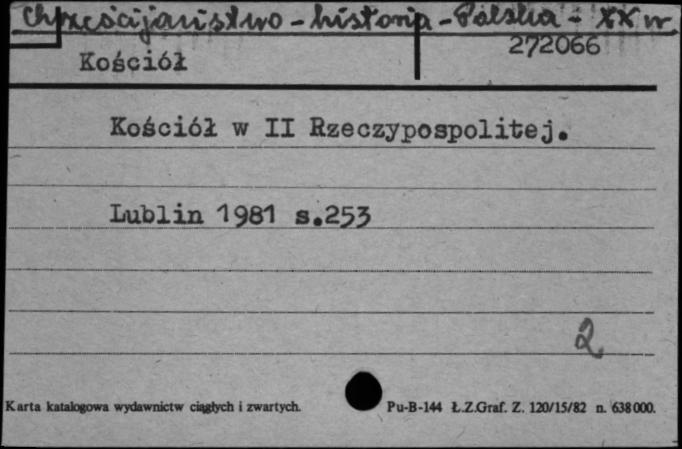 Chrześcijaństwo - historia - Polska - XX w.
272066
Kościół
Kościół w II Rzeczypospolitej.
Lublin 1981 s.253
2
Karta katalogowa wydawnictw ciągłych i zwartych.
Pu-B-144 Ł.Z.Graf. Z. 120/15/82 n. 638000.